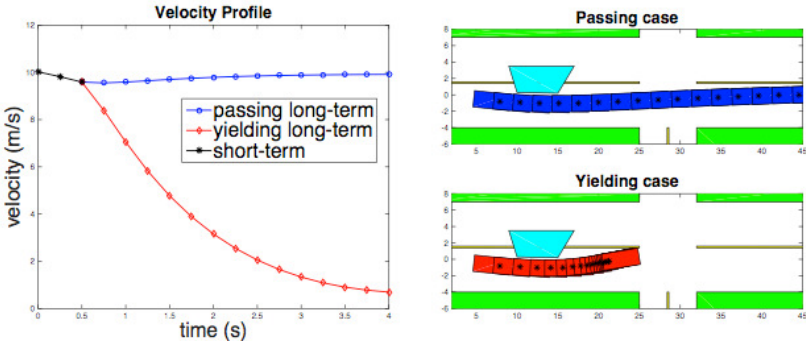 Velocity Profile
12
10
8
6
4
2
0
velocity (m/s)
passing long-term
yielding long-term
short-term
0 0.5 1 1.5 2 2.5 3 3.5 4
time (s)
Passing case
8
6
4
2
0
-2
-4
-6
5 10 15 20 25 30 35 40 45
Yielding case
8
6
4
2
0
-2
-4
-6
5 10 15 20 25 30 35 40 45